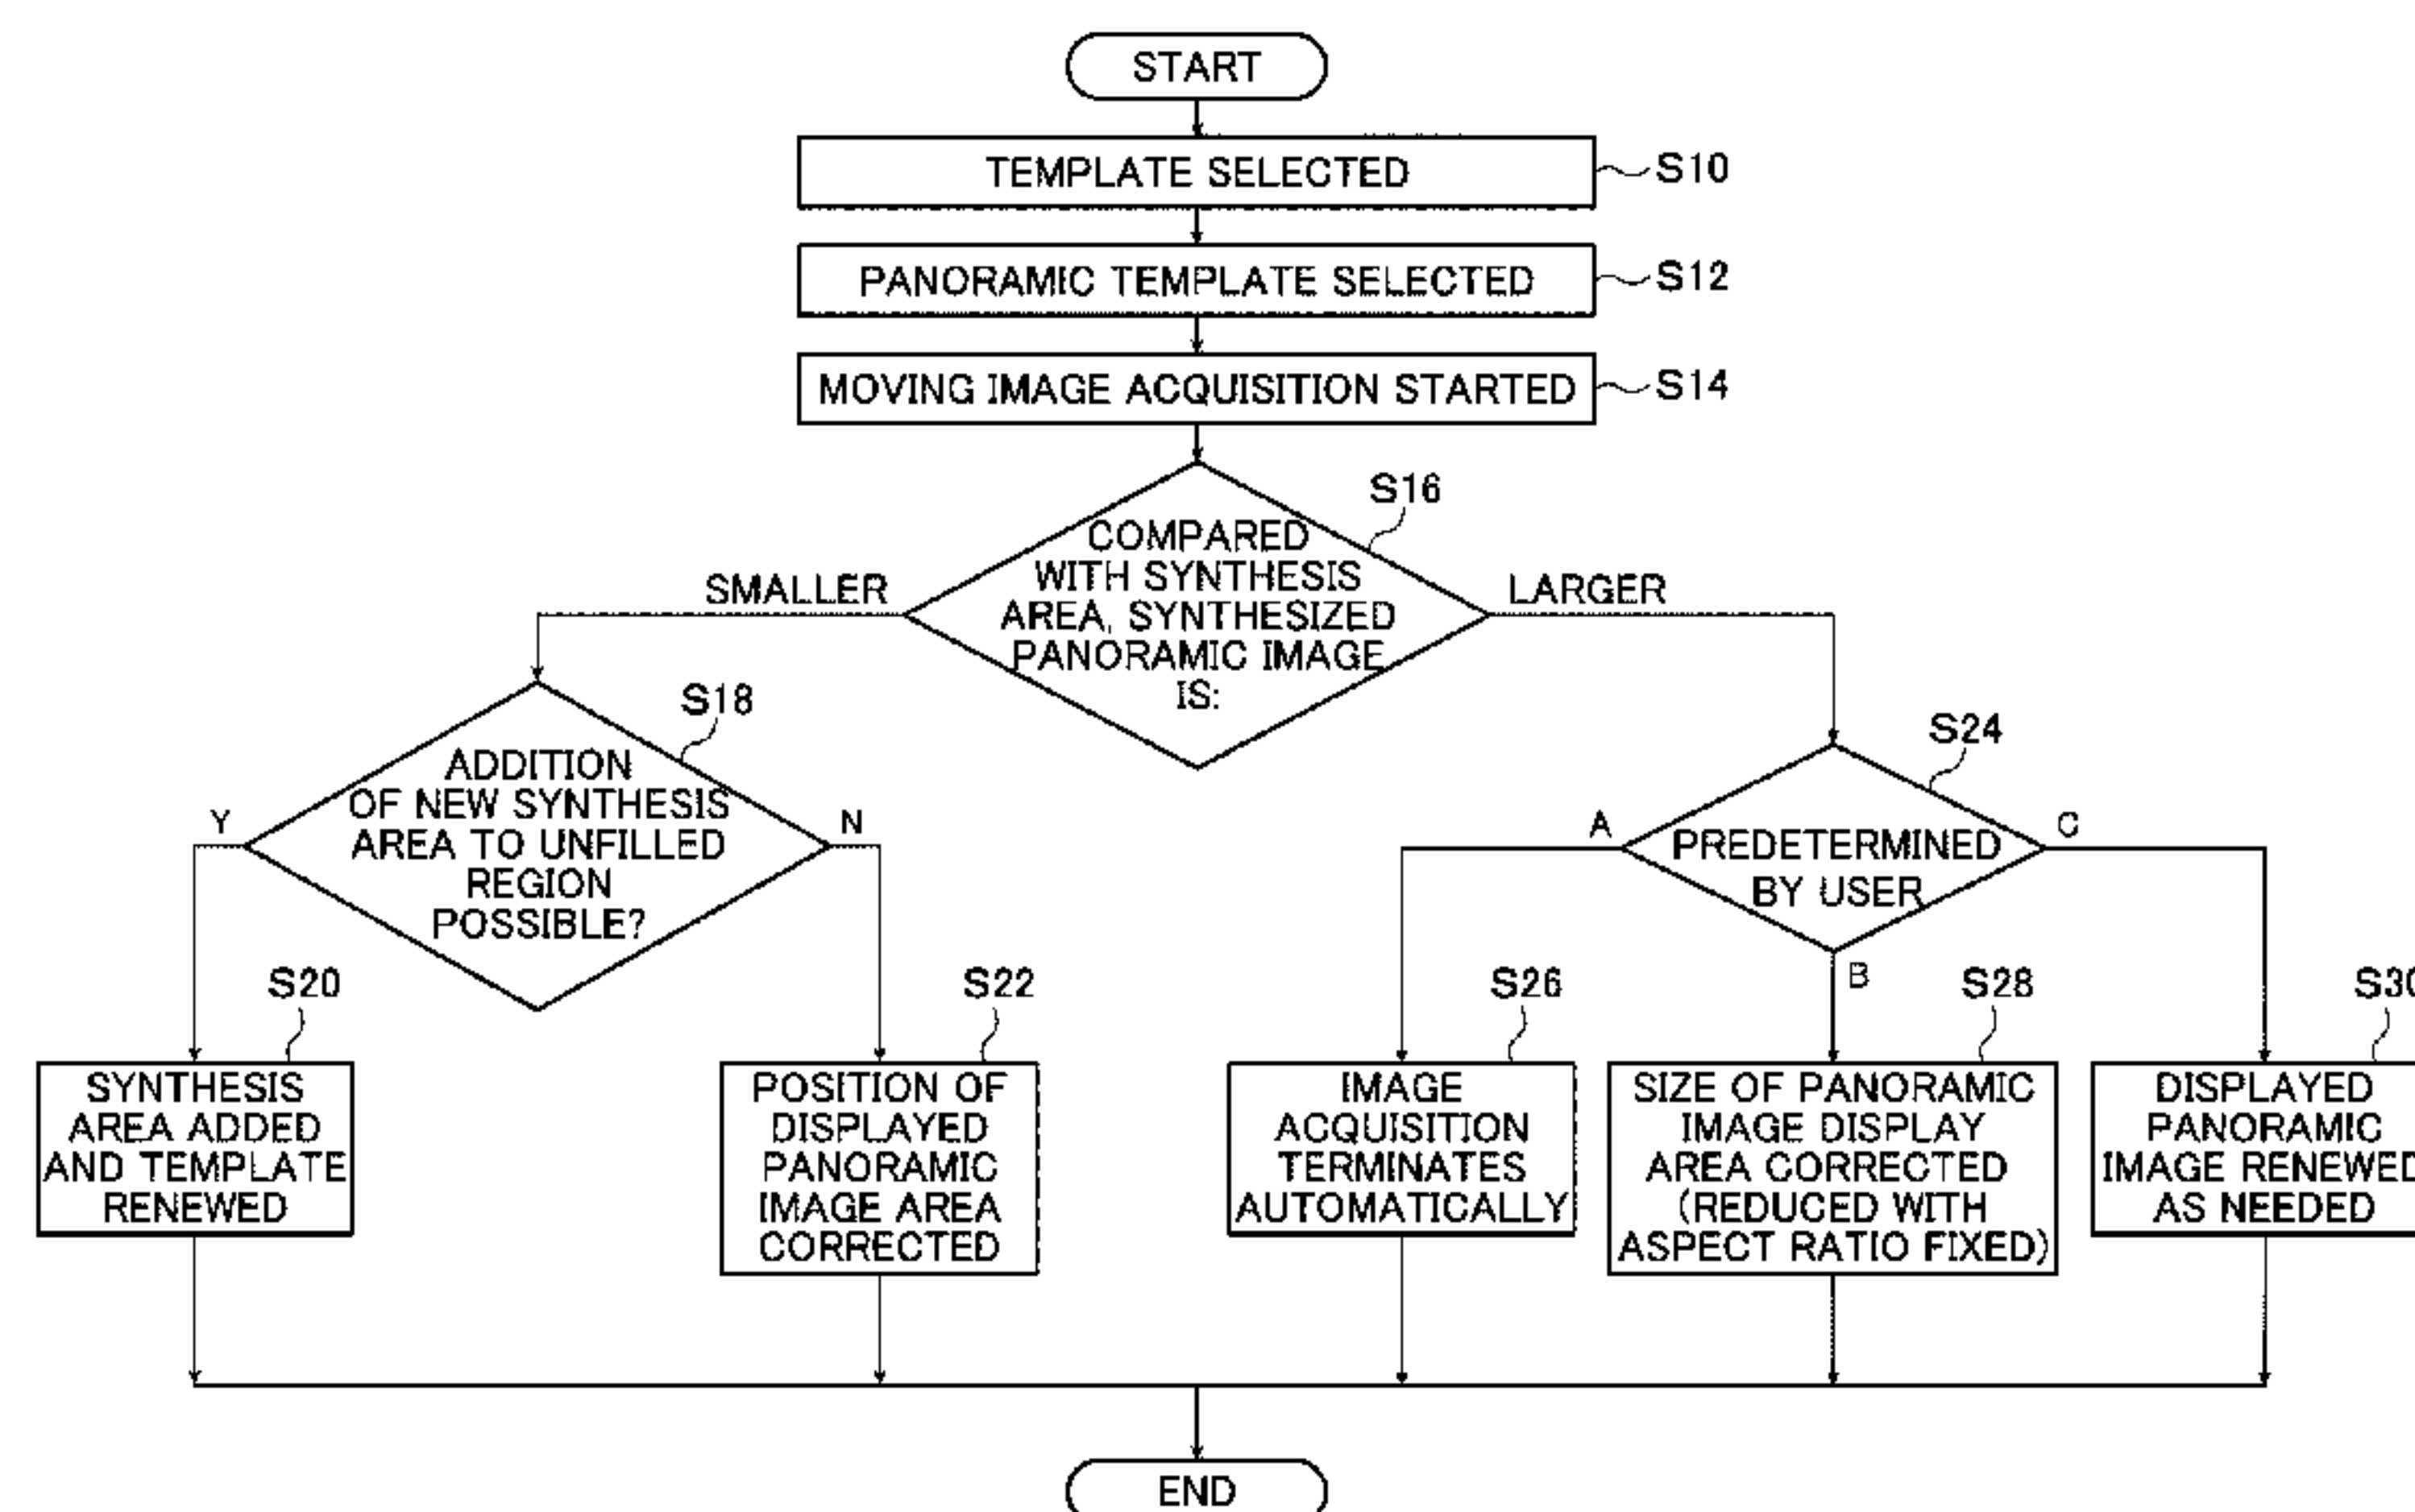 START
TEMPLATE SELECTED
S10
PANORAMIC TEMPLATE SELECTED
S12
MOVING IMAGE ACQUISITION STARTED
S14
S16
COMPARED
WITH SYNTHESIS
AREA, SYNTHESIZED
PANORAMIC IMAGE
IS:
SMALLER
LARGER
S18
ADDITION
OF NEW SYNTHESIS
AREA TO UNFILLED
REGION
POSSIBLE?
Y
N
S24
PREDETERMINED
BY USER
A
B
C
S20
SYNTHESIS
AREA ADDED
AND TEMPLATE
RENEWED
S22
POSITION OF
DISPLAYED
PANORAMIC
IMAGE AREA
CORRECTED
S26
IMAGE
ACQUISITION
TERMINATES
AUTOMATICALLY
S28
SIZE OF PANORAMIC
IMAGE DISPLAY
AREA CORRECTED
(REDUCED WITH
ASPECT RATIO FIXED)
S30
DISPLAYED
PANORAMIC
IMAGE RENEWED
AS NEEDED
END